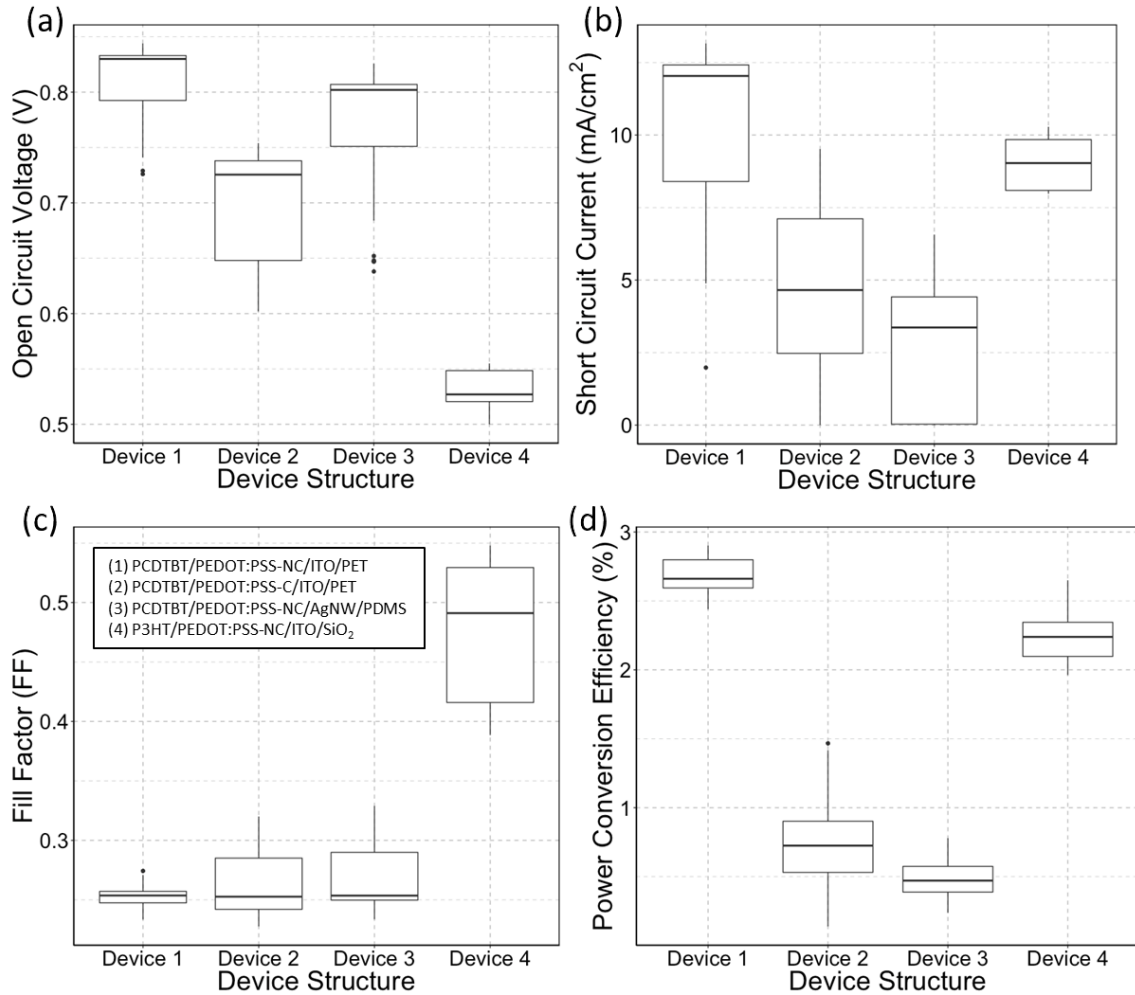 (a)
Open Circuit Voltage (V)
0.8
0.7
0.6
0.5
Device 1 Device 2 Device 3 Device 4
Device Structure
(b)
Short Circuit Current (mA/cm²)
10
5
0
Device 1 Device 2 Device 3 Device 4
Device Structure
(c)
Fill Factor (FF)
0.5
0.4
0.3
(1) PCDTBT/PEDOT:PSS-NC/ITO/PET
(2) PCDTBT/PEDOT:PSS-C/ITO/PET
(3) PCDTBT/PEDOT:PSS-NC/AgNW/PDMS
(4) P3HT/PEDOT:PSS-NC/ITO/SiO₂
Device 1 Device 2 Device 3 Device 4
Device Structure
(d)
Power Conversion Efficiency (%)
3
2
1
Device 1 Device 2 Device 3 Device 4
Device Structure